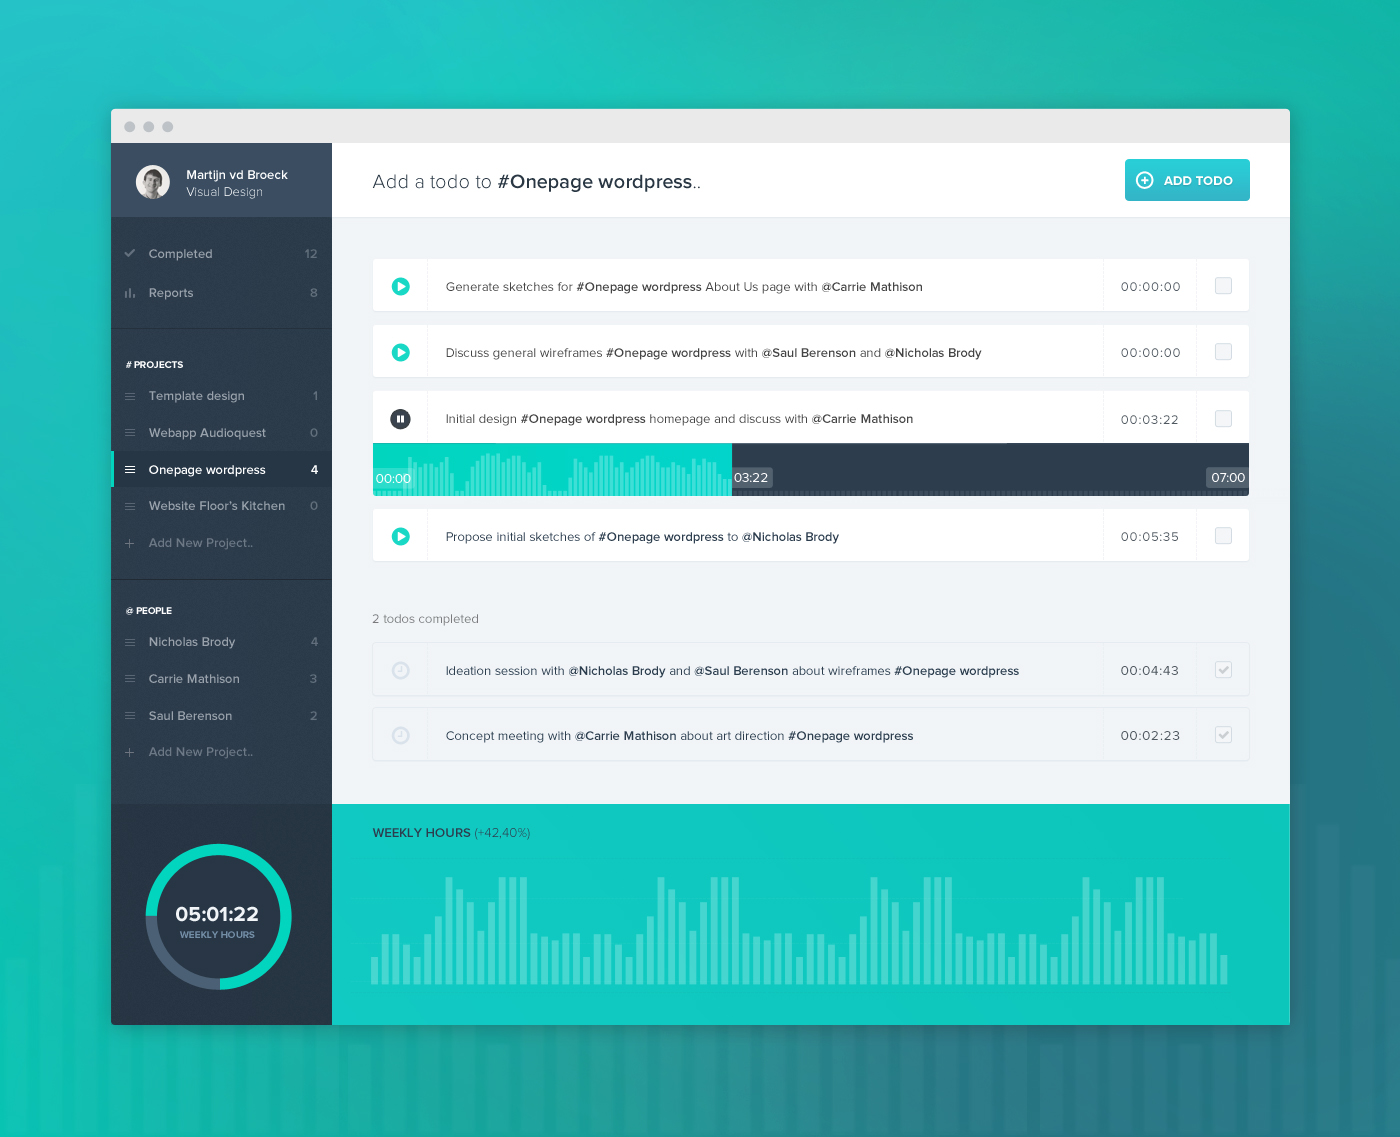 Martijn vd Broeck
Visual Design
Completed 12
Reports 8
# PROJECTS
Template design 1
Webapp Audioquest 0
Onepage wordpress 4
Website Floor's Kitchen 0
Add New Project..
@ PEOPLE
Nicholas Brody 4
Carrie Mathison 3
Saul Berenson 2
Add New Project..
05:01:22
WEEKLY HOURS
Add a todo to #Onepage wordpress..
ADD TODO
Generate sketches for #Onepage wordpress About Us page with @Carrie Mathison 00:00:00
Discuss general wireframes #Onepage wordpress with @Saul Berenson and @Nicholas Brody 00:00:00
Initial design #Onepage wordpress homepage and discuss with @Carrie Mathison 00:03:22
00:00 03:22 07:00
Propose initial sketches of #Onepage wordpress to @Nicholas Brody 00:05:35
2 todos completed
Ideation session with @Nicholas Brody and @Saul Berenson about wireframes #Onepage wordpress 00:04:43
Concept meeting with @Carrie Mathison about art direction #Onepage wordpress 00:02:23
WEEKLY HOURS (+42,40%)